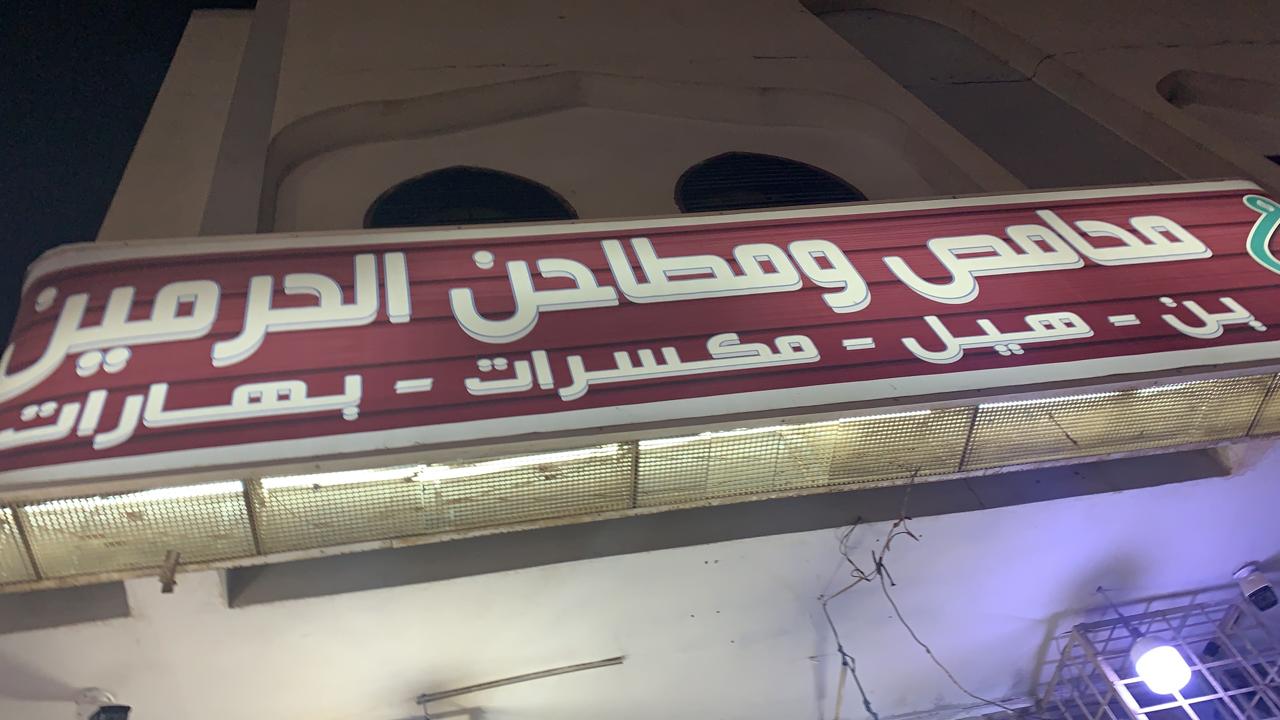 محامص ومطاحن الحرمين
بن - هيل - مكسرات - بهارات